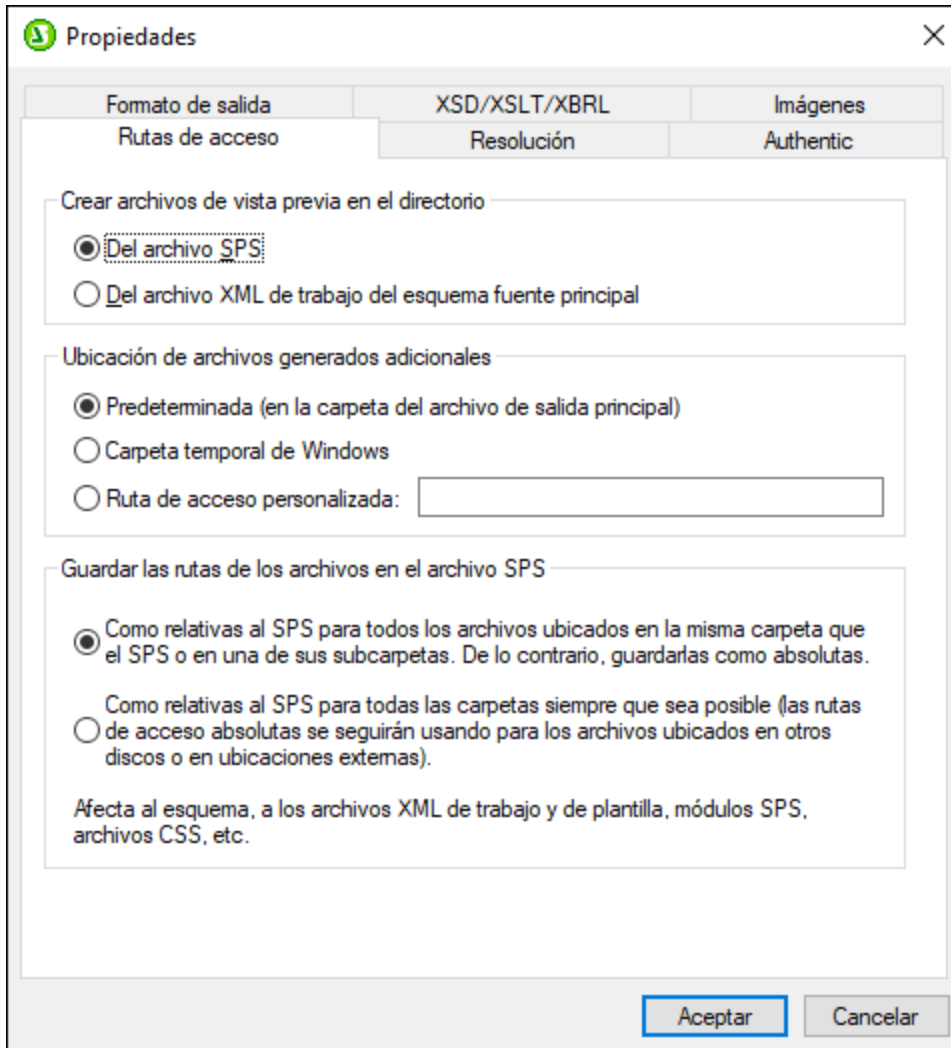 Propiedades
Formato de salida
XSD/XSLT/XBRL
Imágenes
Rutas de acceso
Resolución
Authentic
Crear archivos de vista previa en el directorio
Del archivo SPS
Del archivo XML de trabajo del esquema fuente principal
Ubicación de archivos generados adicionales
Predeterminada (en la carpeta del archivo de salida principal)
Carpeta temporal de Windows
Ruta de acceso personalizada:
Guardar las rutas de los archivos en el archivo SPS
Como relativas al SPS para todos los archivos ubicados en la misma carpeta que
el SPS o en una de sus subcarpetas. De lo contrario, guardarlas como absolutas.
Como relativas al SPS para todas las carpetas siempre que sea posible (las rutas
de acceso absolutas se seguirán usando para los archivos ubicados en otros
discos o en ubicaciones externas).
Afecta al esquema, a los archivos XML de trabajo y de plantilla, módulos SPS,
archivos CSS, etc.
Aceptar
Cancelar